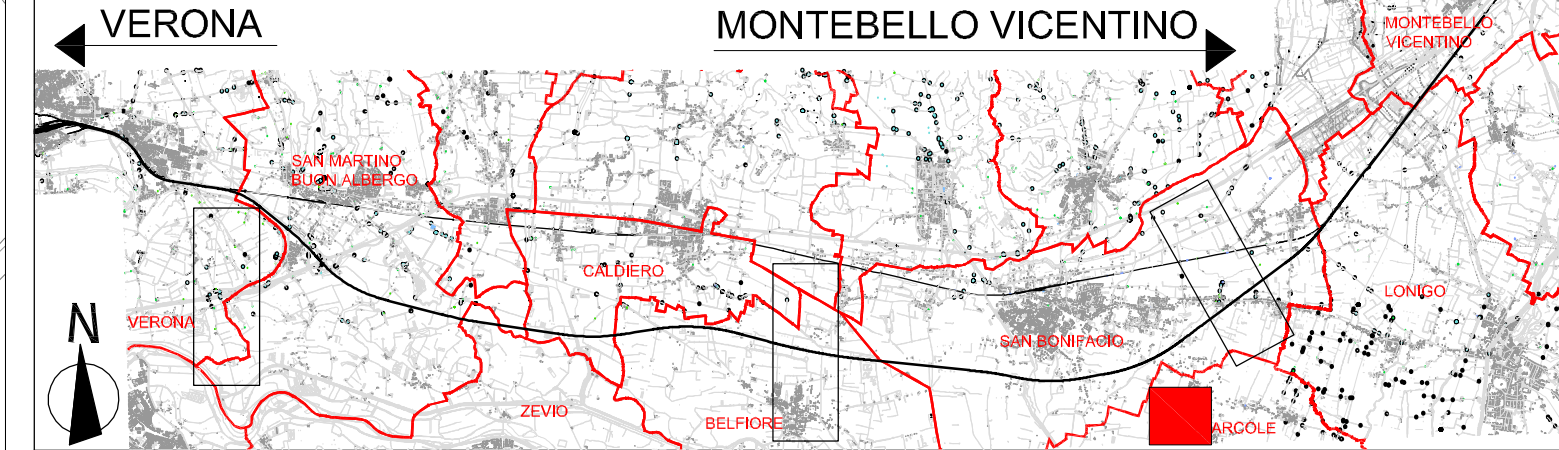 VERONA
MONTEBELLO VICENTINO
MONTEBELLO
VICENTINO
SAN MARTINO
BUON ALBERGO
CALDIERO
LONIGO
VERONA
N
SAN BONIFACIO
ZEVIO
BELFIORE
ARCOLE